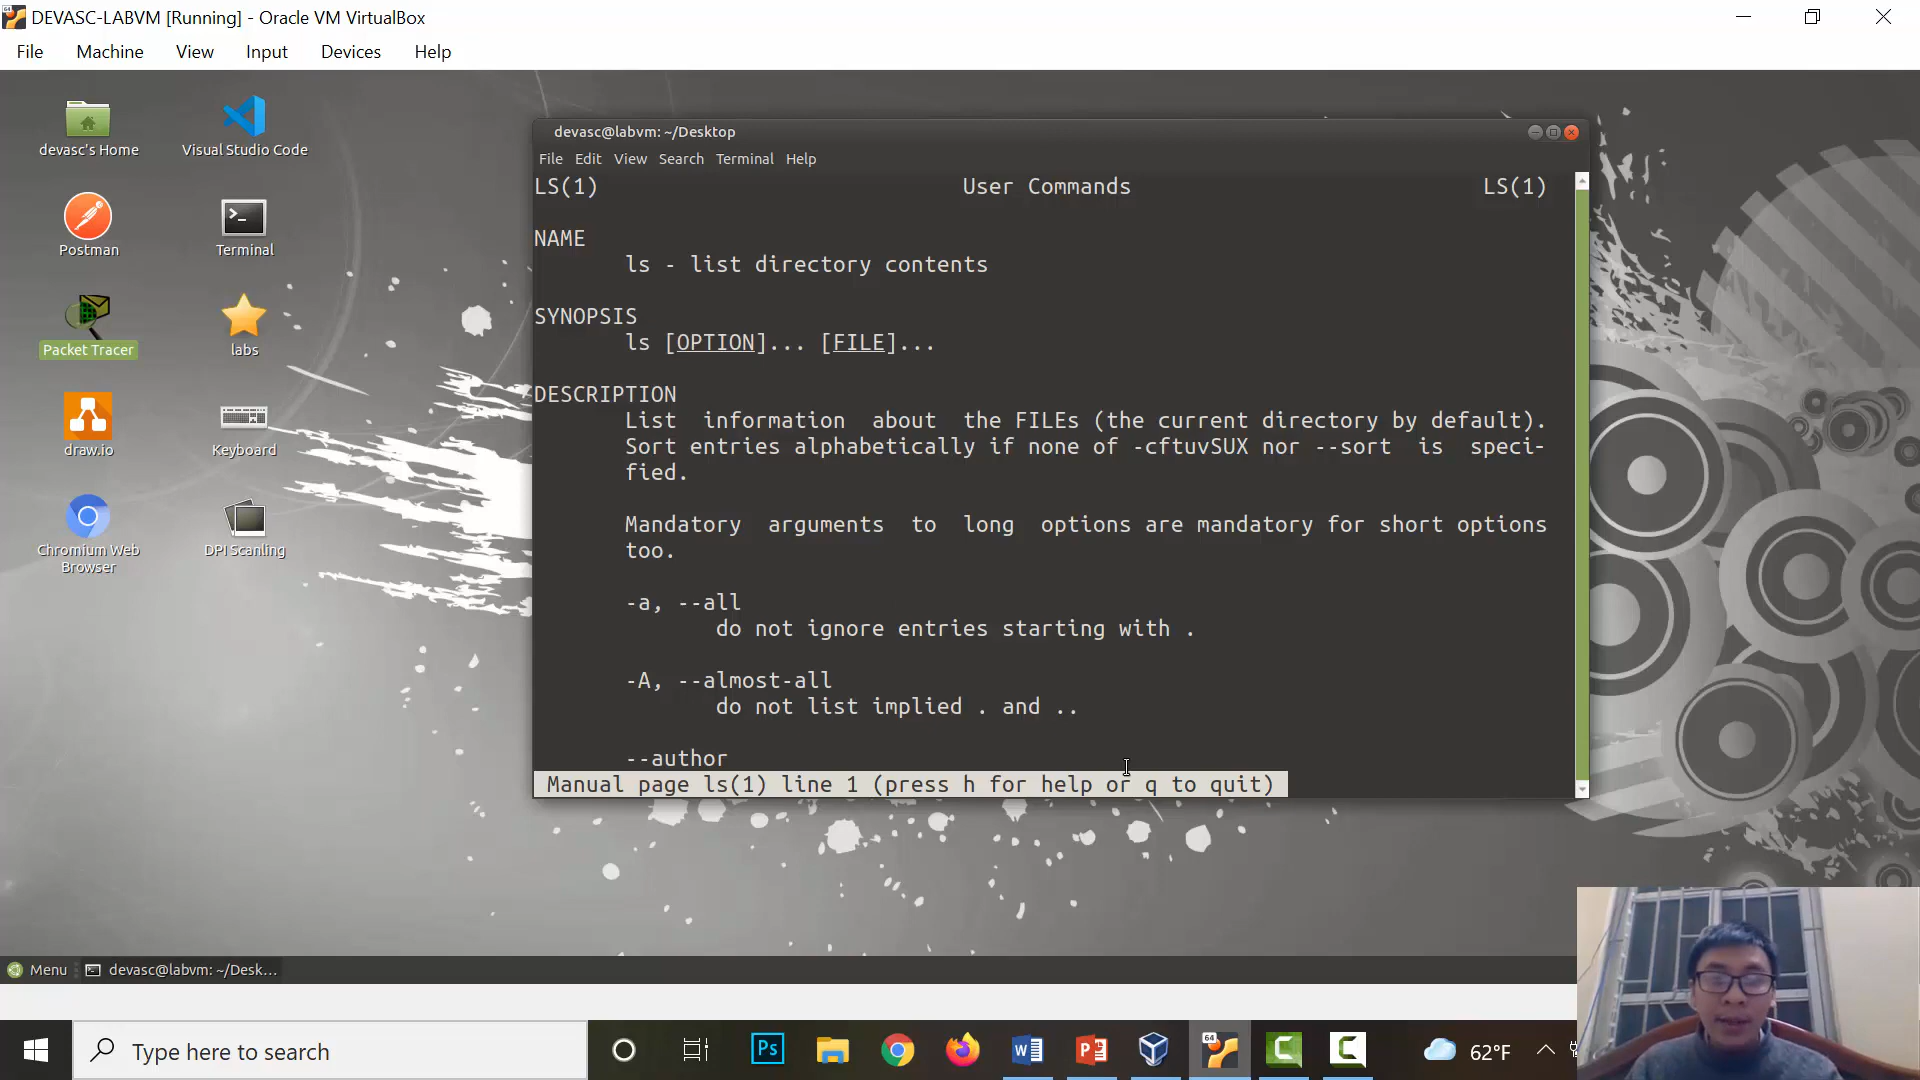 DEVASC-LABVM [Running] - Oracle VM VirtualBox
File Machine View Input Devices Help
devasc's Home
Visual Studio Code
Postman
Terminal
Packet Tracer
labs
draw.io
Keyboard
Chromium Web
Browser
DPI Scanling
devasc@labvm: ~/Desktop
File Edit View Search Terminal Help
LS(1) User Commands LS(1)
NAME
ls - list directory contents
SYNOPSIS
ls [OPTION]... [FILE]...
DESCRIPTION
List information about the FILEs (the current directory by default).
Sort entries alphabetically if none of -cftuvSUX nor --sort is speci-
fied.
Mandatory arguments to long options are mandatory for short options
too.
-a, --all
do not ignore entries starting with .
-A, --almost-all
do not list implied . and ..
--author
Manual page ls(1) line 1 (press h for help or q to quit)
Menu
devasc@labvm: ~/Desk...
Type here to search
Ps
64
62°F